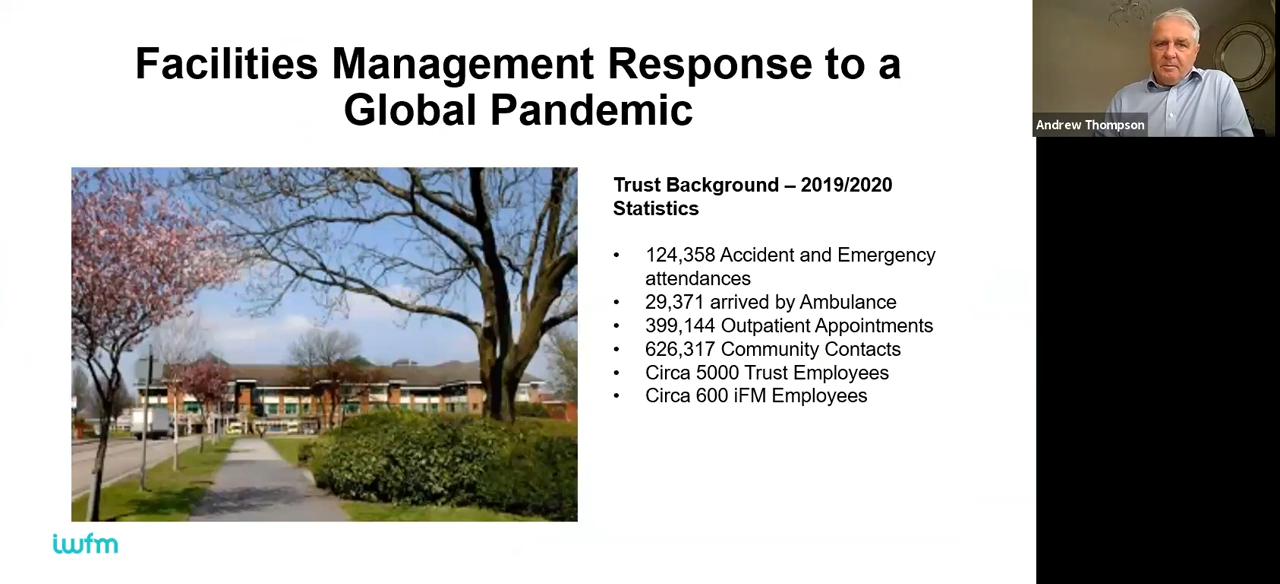 Facilities Management Response to a
Global Pandemic
Andrew Thompson
Trust Background – 2019/2020
Statistics
• 124,358 Accident and Emergency
attendances
• 29,371 arrived by Ambulance
• 399,144 Outpatient Appointments
• 626,317 Community Contacts
• Circa 5000 Trust Employees
• Circa 600 iFM Employees
iwfm